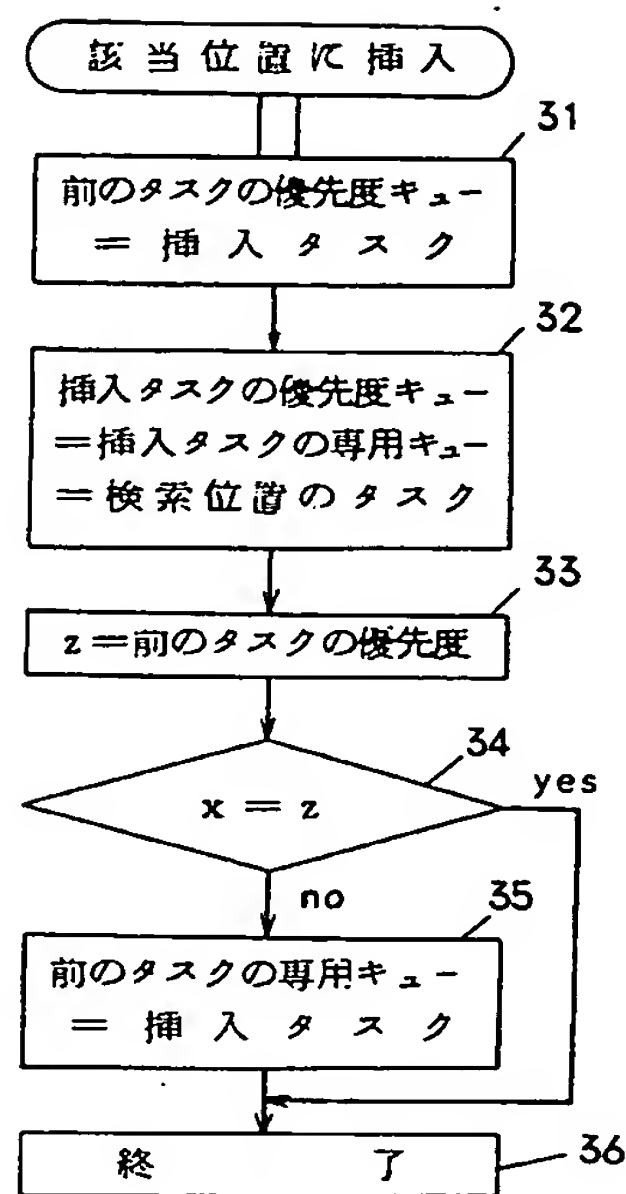 該当位置に挿入
31
前のタスクの優先度キュー
＝挿入タスク
32
挿入タスクの優先度キュー
＝挿入タスクの専用キュー
＝検索位置のタスク
33
z＝前のタスクの優先度
34
x＝z
yes
no
35
前のタスクの専用キュー
＝挿入タスク
終了
36